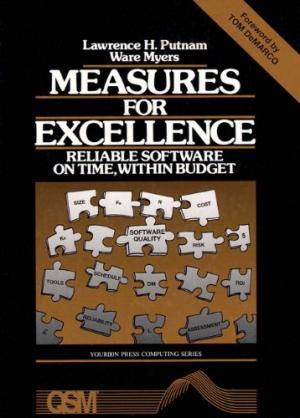 Foreword by
TOM DeMARCO
Lawrence H. Putnam
Ware Myers
MEASURES
FOR
EXCELLENCE
RELIABLE SOFTWARE
ON TIME, WITHIN BUDGET
SIZE
R
COST
SOFTWARE
QUALITY
RISK
$
TOOLS
SCHEDULE
ROI
RELIABILITY
L
ASSESSMENT
YOURDON PRESS COMPUTING SERIES
QSM